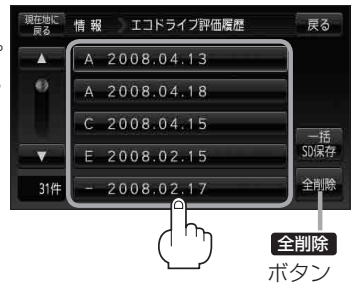 現在地に
戻る
情報 エコドライブ評価履歴
戻る
A 2008.04.13
A 2008.04.18
C 2008.04.15
E 2008.02.15
- 2008.02.17
一括
SD保存
31件
全削除
全削除
ボタン